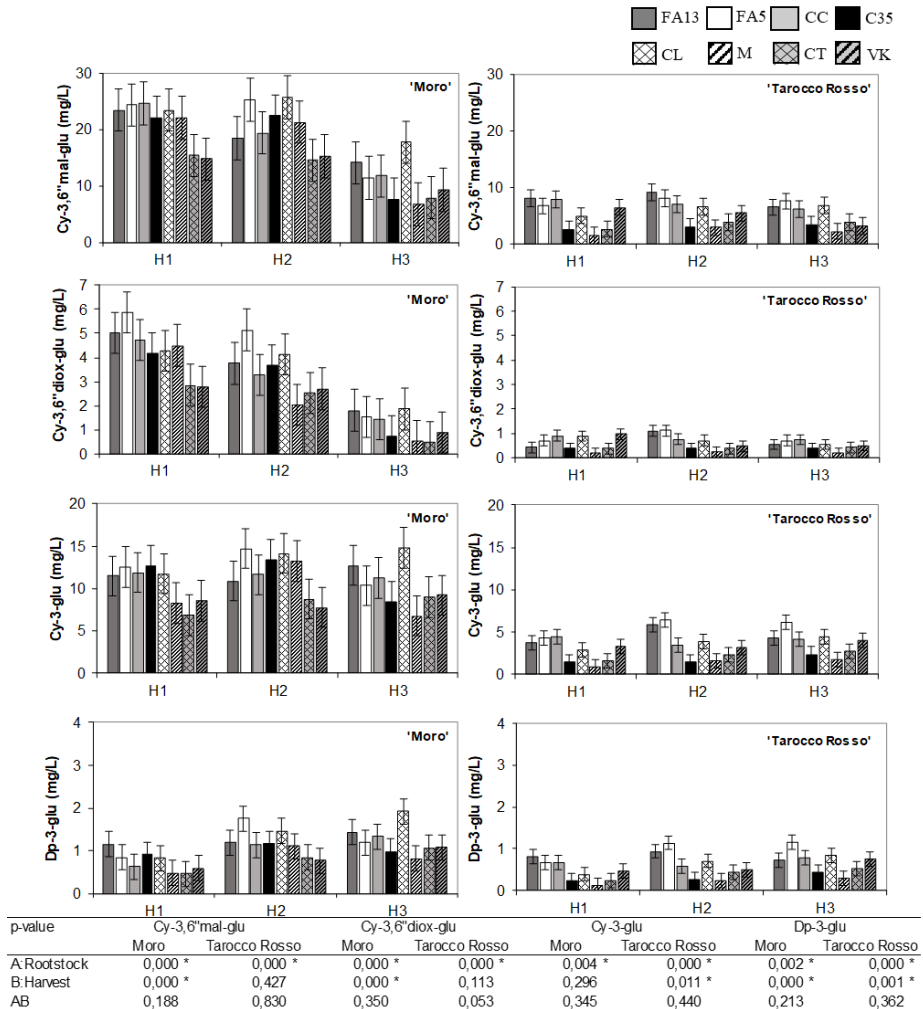 FA13 FA5 CC C35
CL M CT VK
Cy-3,6"mal-glu (mg/L)
30
20
10
0
'Moro'
H1 H2 H3
Cy-3,6"mal-glu (mg/L)
30
20
10
0
'Tarocco Rosso'
H1 H2 H3
Cy-3,6"diox-glu (mg/L)
7
6
5
4
3
2
1
0
'Moro'
H1 H2 H3
Cy-3,6"diox-glu (mg/L)
7
6
5
4
3
2
1
0
'Tarocco Rosso'
H1 H2 H3
Cy-3-glu (mg/L)
20
15
10
5
0
'Moro'
H1 H2 H3
Cy-3-glu (mg/L)
20
15
10
5
0
'Tarocco Rosso'
H1 H2 H3
Dp-3-glu (mg/L)
4
3
2
1
0
'Moro'
H1 H2 H3
Dp-3-glu (mg/L)
4
3
2
1
0
'Tarocco Rosso'
H1 H2 H3
p-value Cy-3,6"mal-glu Cy-3,6"diox-glu Cy-3-glu Dp-3-glu
Moro Tarocco Rosso Moro Tarocco Rosso Moro Tarocco Rosso Moro Tarocco Rosso
A:Rootstock 0,000 * 0,000 * 0,000 * 0,000 * 0,004 * 0,000 * 0,002 * 0,000 *
B:Harvest 0,000 * 0,427 0,000 * 0,113 0,296 0,011 * 0,000 * 0,001 *
AB 0,188 0,830 0,350 0,053 0,345 0,440 0,213 0,362